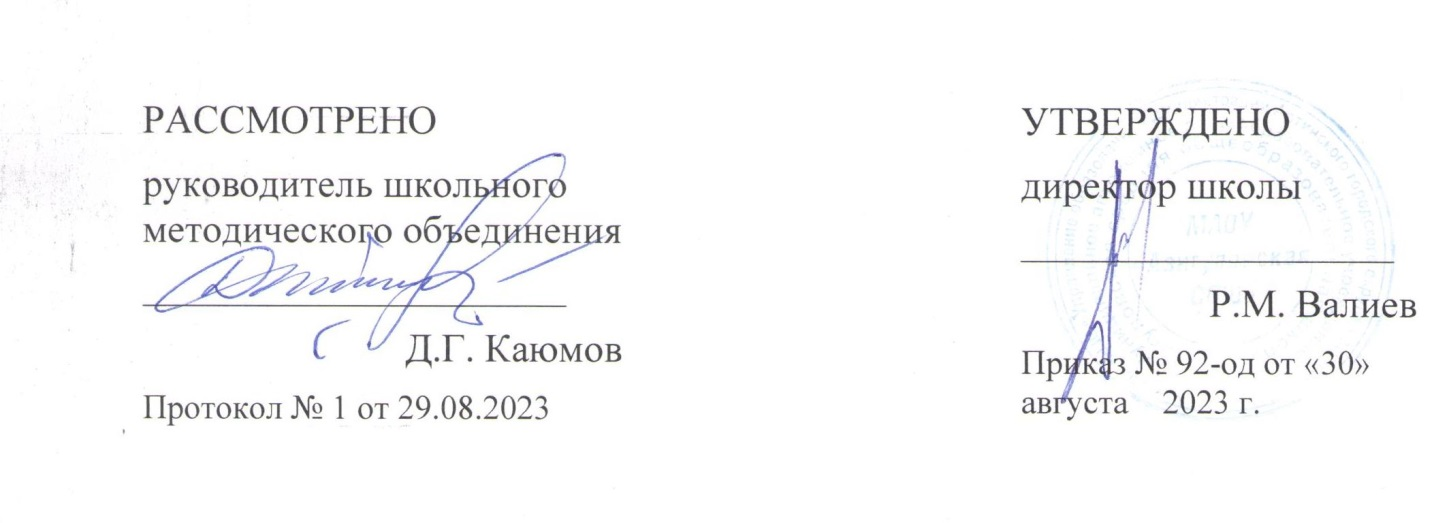 РАССМОТРЕНО
руководитель школьного
методического объединения
Д.Г. Каюмов
Протокол № 1 от 29.08.2023
УТВЕРЖДЕНО
директор школы
Р.М. Валиев
Приказ № 92-од от «30»
августа 2023 г.